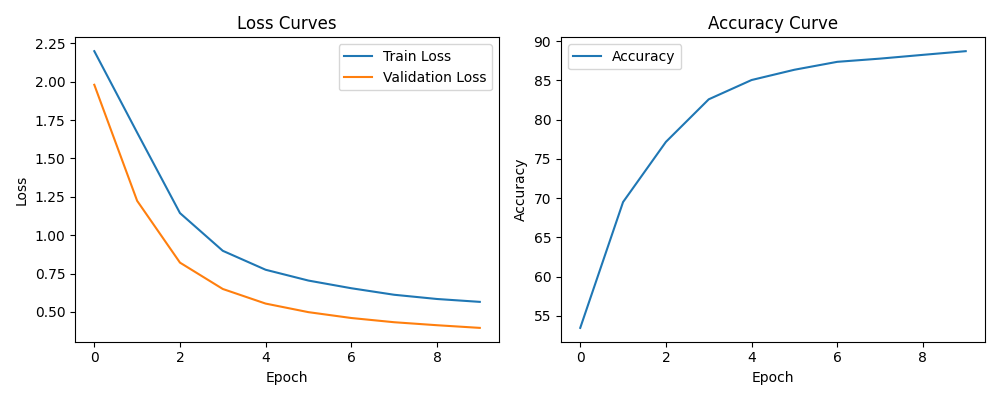 Loss Curves
2.25
2.00
1.75
1.50
1.25
1.00
0.75
0.50
Loss
Train Loss
Validation Loss
0 2 4 6 8
Epoch
Accuracy Curve
90
85
80
75
70
65
60
55
Accuracy
Accuracy
0 2 4 6 8
Epoch